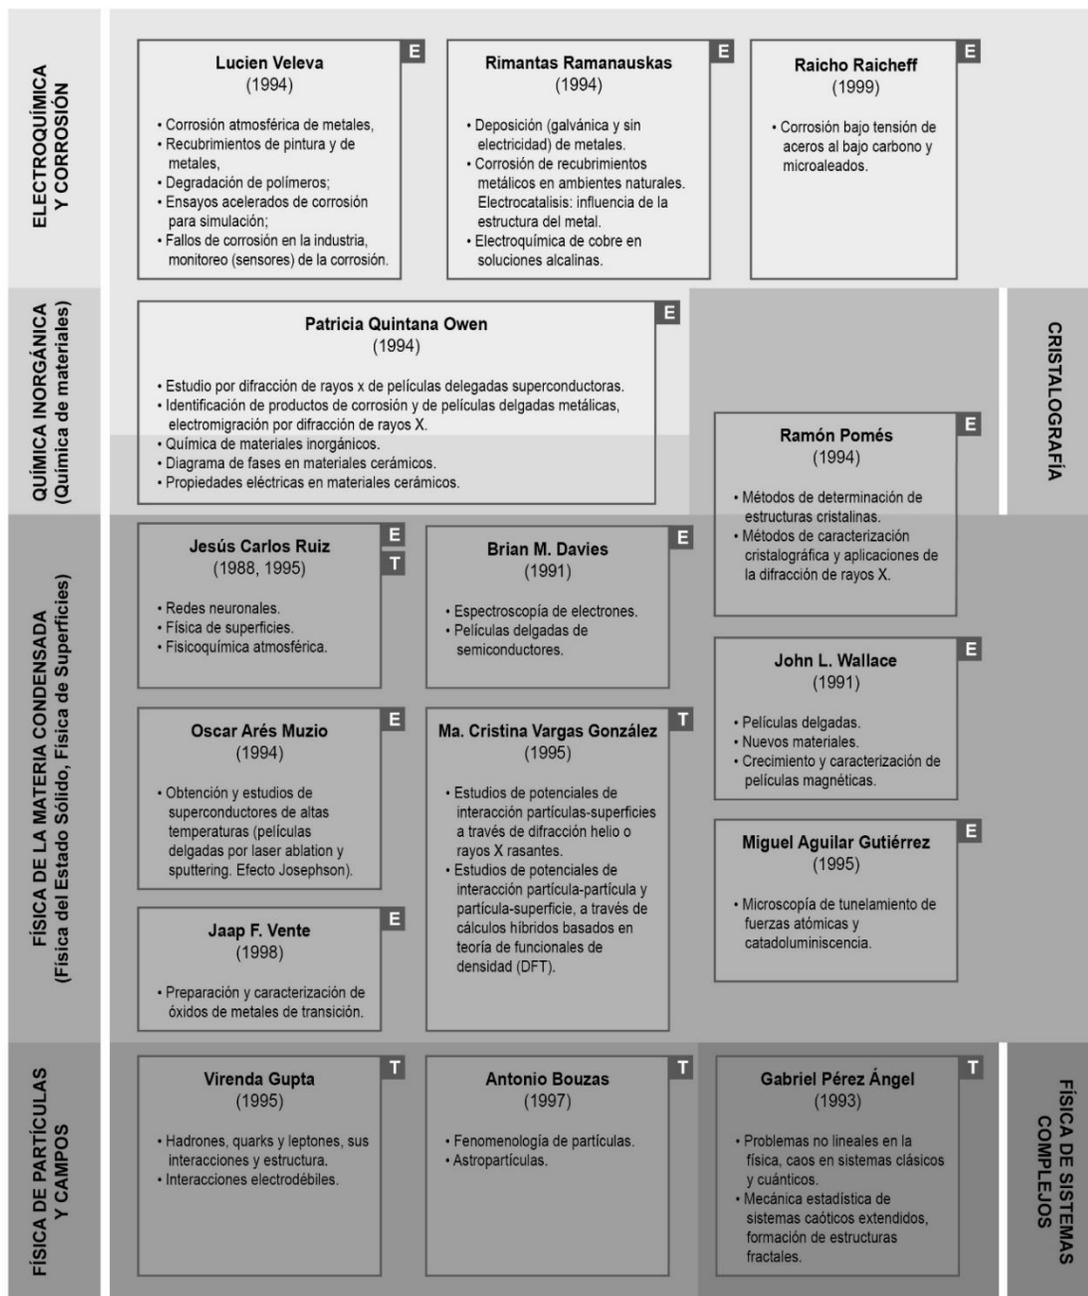 ELECTROQUÍMICA
Y CORROSIÓN
E
Lucien Veleva
(1994)
• Corrosión atmosférica de metales,
• Recubrimientos de pintura y de
metales,
• Degradación de polímeros;
• Ensayos acelerados de corrosión
para simulación;
• Fallos de corrosión en la industria,
monitoreo (sensores) de la corrosión.
E
Rimantas Ramanauskas
(1994)
• Deposición (galvánica y sin
electricidad) de metales.
• Corrosión de recubrimientos
metálicos en ambientes naturales.
Electrocatalisis: influencia de la
estructura del metal.
• Electroquímica de cobre en
soluciones alcalinas.
E
Raicho Raicheff
(1999)
• Corrosión bajo tensión de
aceros al bajo carbono y
microaleados.
QUÍMICA INORGÁNICA
(Química de materiales)
E
Patricia Quintana Owen
(1994)
• Estudio por difracción de rayos x de películas delegadas superconductoras.
• Identificación de productos de corrosión y de películas delgadas metálicas,
electromigración por difracción de rayos X.
• Química de materiales inorgánicos.
• Diagrama de fases en materiales cerámicos.
• Propiedades eléctricas en materiales cerámicos.
CRISTALOGRAFÍA
E
Ramón Pomés
(1994)
• Métodos de determinación de
estructuras cristalinas.
• Métodos de caracterización
cristalográfica y aplicaciones de
la difracción de rayos X.
FÍSICA DE LA MATERIA CONDENSADA
(Física del Estado Sólido, Física de Superficies)
E
T
Jesús Carlos Ruiz
(1988, 1995)
• Redes neuronales.
• Física de superficies.
• Fisicoquímica atmosférica.
E
Brian M. Davies
(1991)
• Espectroscopía de electrones.
• Películas delgadas de
semiconductores.
E
John L. Wallace
(1991)
• Películas delgadas.
• Nuevos materiales.
• Crecimiento y caracterización de
películas magnéticas.
E
Oscar Arés Muzio
(1994)
• Obtención y estudios de
superconductores de altas
temperaturas (películas
delgadas por laser ablation y
sputtering. Efecto Josephson).
T
Ma. Cristina Vargas González
(1995)
• Estudios de potenciales de
interacción partículas-superficies
a través de difracción helio o
rayos X rasantes.
• Estudios de potenciales de
interacción partícula-partícula y
partícula-superficie, a través de
cálculos híbridos basados en
teoría de funcionales de
densidad (DFT).
E
Miguel Aguilar Gutiérrez
(1995)
• Microscopía de tunelamiento de
fuerzas atómicas y
catadoluminiscencia.
E
Jaap F. Vente
(1998)
• Preparación y caracterización de
óxidos de metales de transición.
FÍSICA DE PARTÍCULAS
Y CAMPOS
T
Virenda Gupta
(1995)
• Hadrones, quarks y leptones, sus
interacciones y estructura.
• Interacciones electrodébiles.
T
Antonio Bouzas
(1997)
• Fenomenología de partículas.
• Astropartículas.
T
Gabriel Pérez Ángel
(1993)
• Problemas no lineales en la
física, caos en sistemas clásicos
y cuánticos.
• Mecánica estadística de
sistemas caóticos extendidos,
formación de estructuras
fractales.
FÍSICA DE SISTEMAS
COMPLEJOS